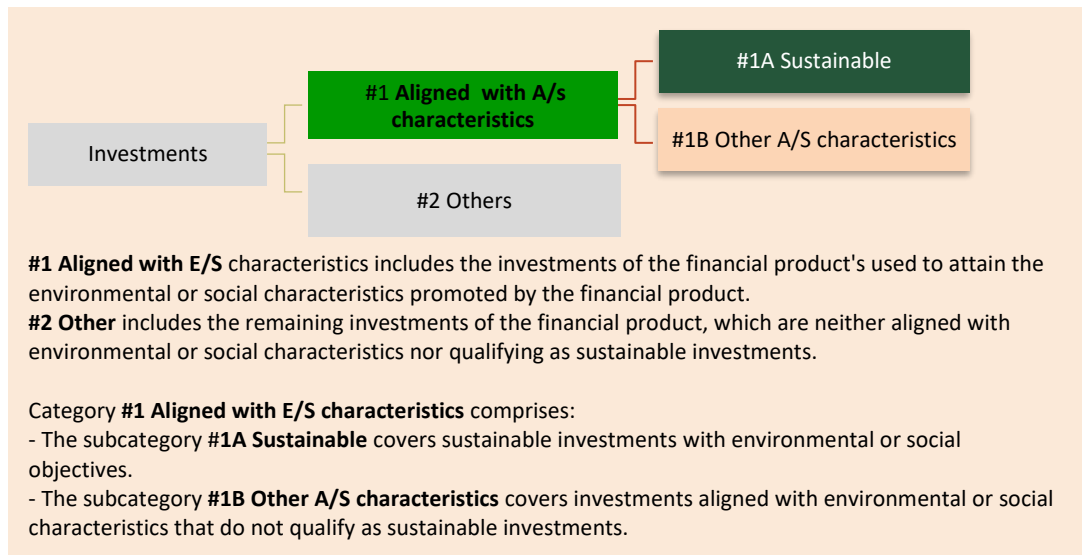 #1A Sustainable
#1 Aligned with A/s
characteristics
#1B Other A/S characteristics
Investments
#2 Others
#1 Aligned with E/S characteristics includes the investments of the financial product's used to attain the
environmental or social characteristics promoted by the financial product.
#2 Other includes the remaining investments of the financial product, which are neither aligned with
environmental or social characteristics nor qualifying as sustainable investments.
Category #1 Aligned with E/S characteristics comprises:
- The subcategory #1A Sustainable covers sustainable investments with environmental or social
objectives.
- The subcategory #1B Other A/S characteristics covers investments aligned with environmental or social
characteristics that do not qualify as sustainable investments.